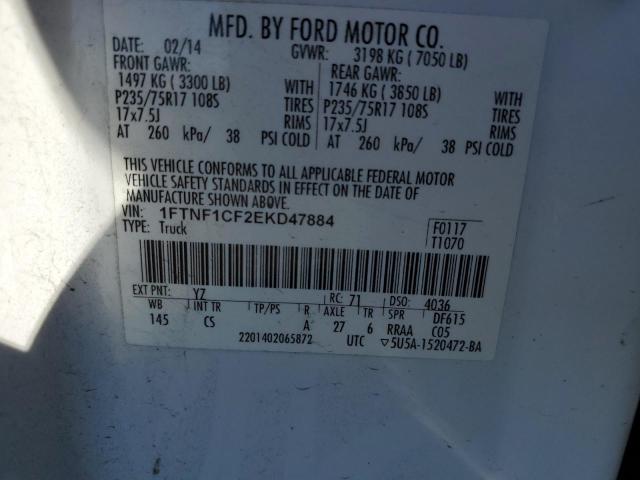 MFD. BY FORD MOTOR CO.
DATE: 02/14 GVWR: 3198 KG ( 7050 LB)
FRONT GAWR: REAR GAWR:
1497 KG ( 3300 LB) 1746 KG ( 3850 LB) WITH
P235/75R17 108S WITH TIRES P235/75R17 108S TIRES
17x7.5J RIMS 17x7.5J RIMS
AT 260 kPa/ 38 PSI COLD AT 260 kPa/ 38 PSI COLD
THIS VEHICLE CONFORMS TO ALL APPLICABLE FEDERAL MOTOR
VEHICLE SAFETY STANDARDS IN EFFECT ON THE DATE OF
MANUFACTURE SHOWN ABOVE.
VIN: 1FTNF1CF2EKD47884 F0117
TYPE: Truck T1070
EXT PNT: YZ RC: 71 DSO: 4036
WB INT TR TP/PS R AXLE TR SPR DF615
145 CS A 27 6 RRAA C05
2201402065872 UTC ▽5U5A-1520472-BA